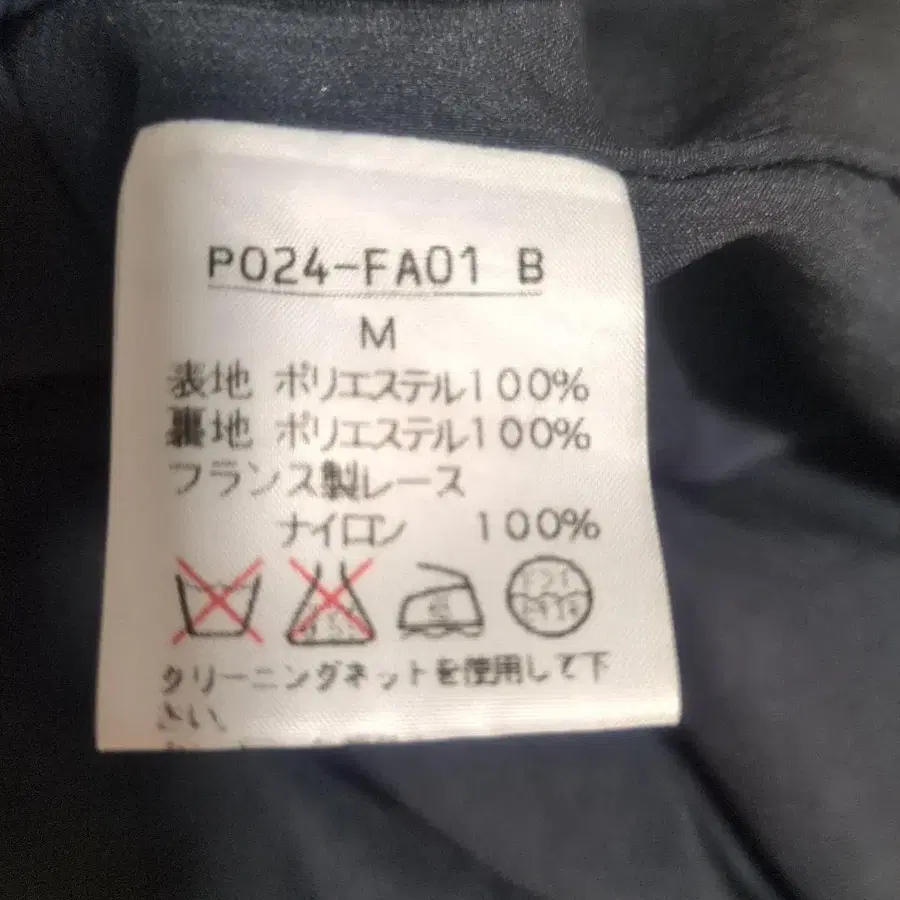 P024-FA01 B
M
表地 ポリエステル100%
裏地 ポリエステル100%
フランス製レース
ナイロン 100%
クリーニングネットを使用して下
さい、